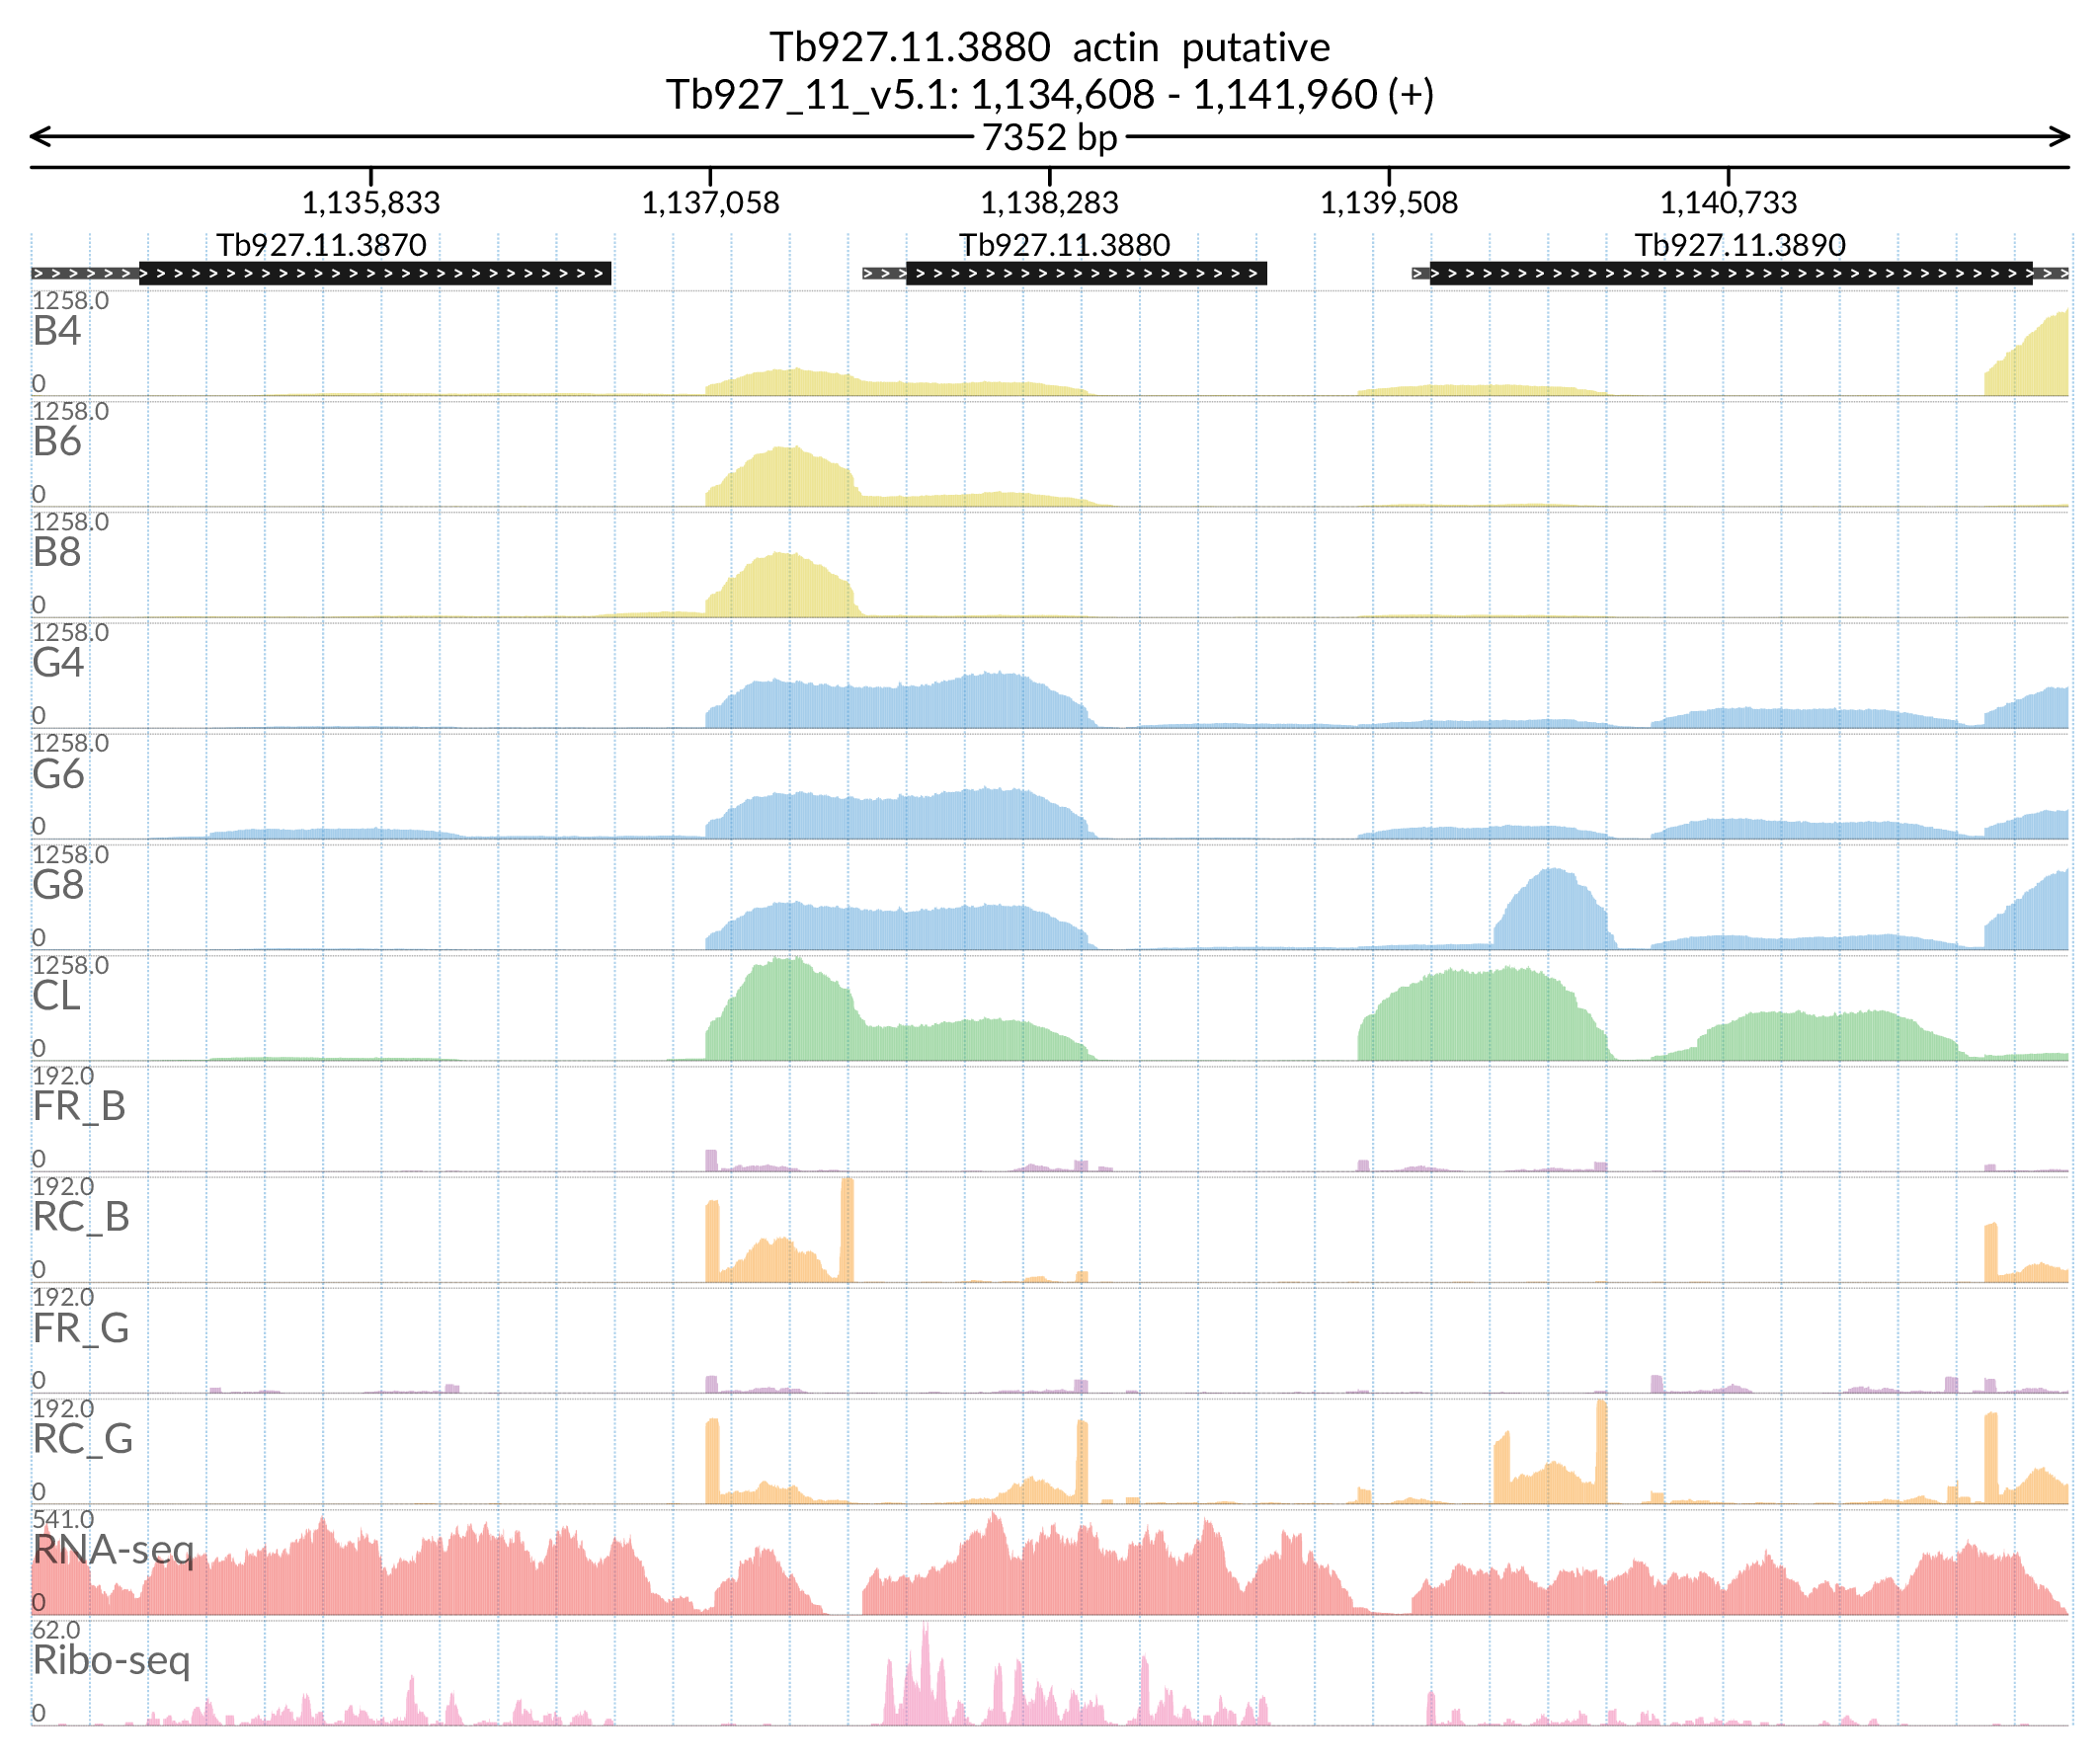 Tb927.11.3880 actin putative
Tb927_11_v5.1: 1,134,608 - 1,141,960 (+)
7352 bp
1,135,833 1,137,058 1,138,283 1,139,508 1,140,733
Tb927.11.3870 Tb927.11.3880 Tb927.11.3890
1258.0
B4
0
1258.0
B6
0
1258.0
B8
0
1258.0
G4
0
1258.0
G6
0
1258.0
G8
0
1258.0
CL
0
192.0
FR_B
0
192.0
RC_B
0
192.0
FR_G
0
192.0
RC_G
0
541.0
RNA-seq
0
62.0
Ribo-seq
0